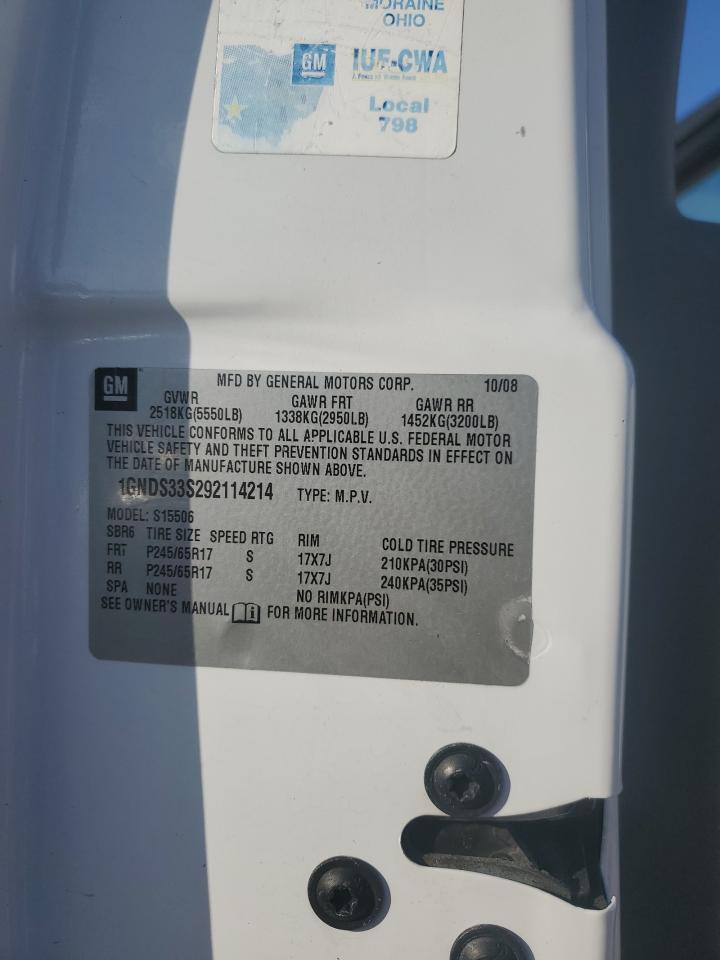 MORAINE
OHIO
GM IUE-CWA
Local
798
GM MFD BY GENERAL MOTORS CORP. 10/08
GVWR GAWR FRT GAWR RR
2518KG(5550LB) 1338KG(2950LB) 1452KG(3200LB)
THIS VEHICLE CONFORMS TO ALL APPLICABLE U.S. FEDERAL MOTOR
VEHICLE SAFETY AND THEFT PREVENTION STANDARDS IN EFFECT ON
THE DATE OF MANUFACTURE SHOWN ABOVE.
1GNDS33S292114214 TYPE: M.P.V.
MODEL: S15506
SBR6 TIRE SIZE SPEED RTG RIM COLD TIRE PRESSURE
FRT P245/65R17 S 17X7J 210KPA(30PSI)
RR P245/65R17 S 17X7J 240KPA(35PSI)
SPA NONE NO RIMKPA(PSI)
SEE OWNER'S MANUAL FOR MORE INFORMATION.